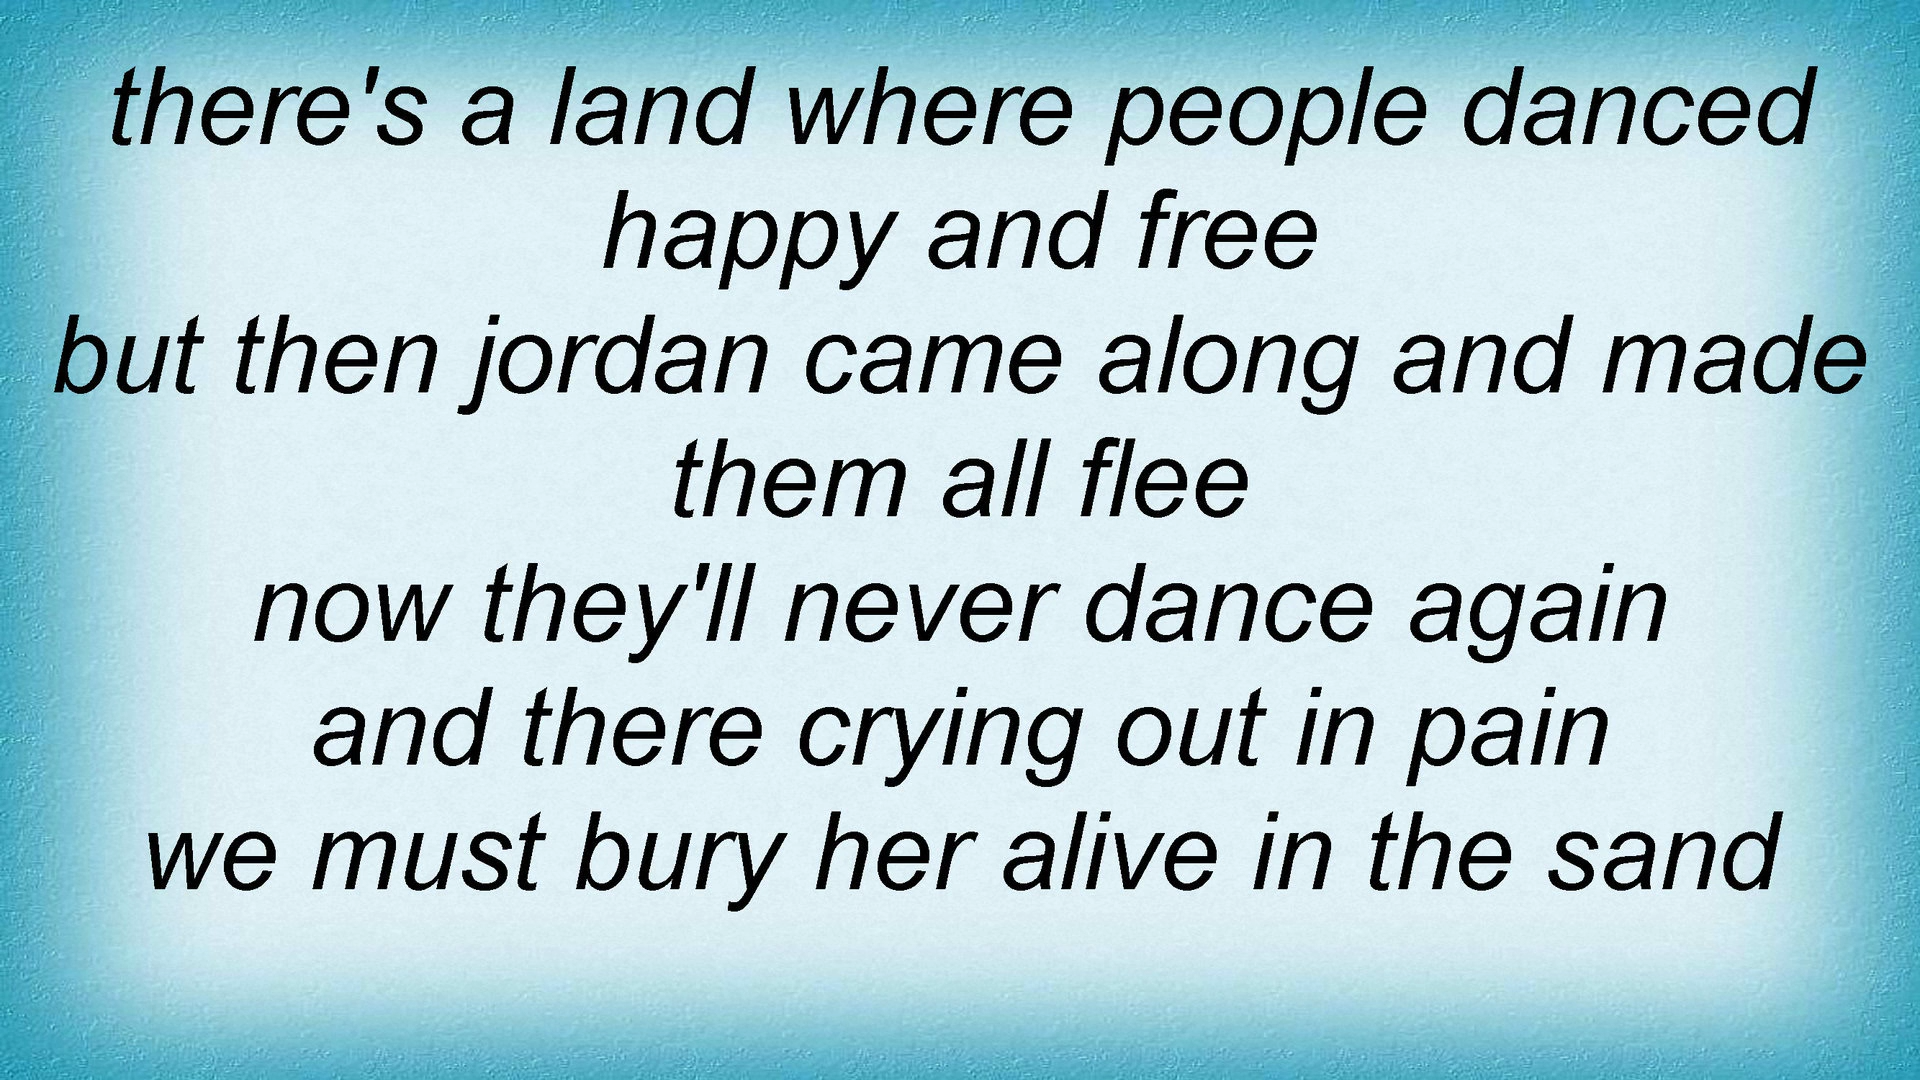 there's a land where people danced
happy and free
but then jordan came along and made
them all flee
now they'll never dance again
and there crying out in pain
we must bury her alive in the sand